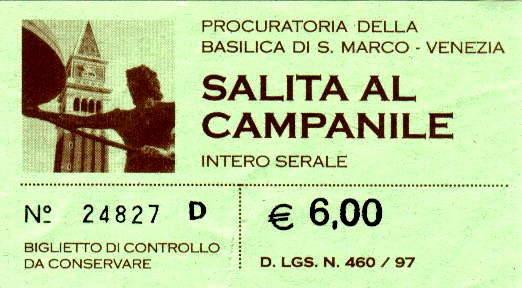 PROCURATORIA DELLA
BASILICA DI S. MARCO - VENEZIA
SALITA AL
CAMPANILE
INTERO SERALE
Nº 24827 D
€ 6,00
BIGLIETTO DI CONTROLLO
DA CONSERVARE
D. LGS. N. 460 / 97